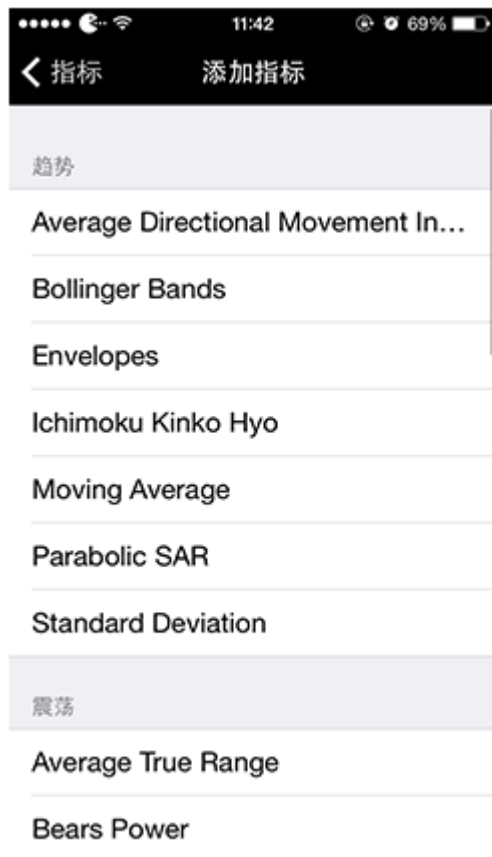 11:42
69%
指标
添加指标
趋势
Average Directional Movement In...
Bollinger Bands
Envelopes
Ichimoku Kinko Hyo
Moving Average
Parabolic SAR
Standard Deviation
震荡
Average True Range
Bears Power